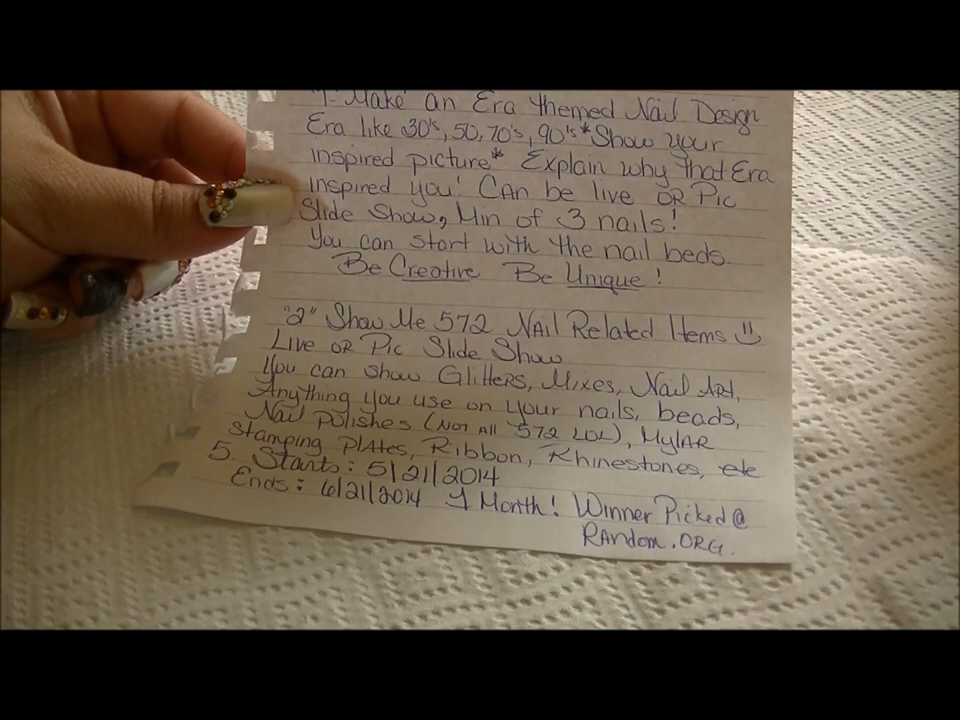 "1" Make an Era themed Nail Design
Era like 30's, 50, 70's, 90's *Show your
inspired picture* Explain why that Era
inspired you! CAN be live OR Pic
Slide Show, Min of 3 nails!
You can start with the nail beds.
Be Creative Be Unique!
"2" Show Me 572 NAil Related Items
Live OR Pic Slide Show
You can show Glitters, Mixes, Nail ARt,
Anything you use on your nails, beads,
Nail polishes (Not All 572 LOL), MylAR
Stamping PlAtes, Ribbon, Rhinestones, etc
5. Starts: 5/21/2014
Ends: 6/21/2014 1 Month! Winner Picked @
RAndom.ORG.